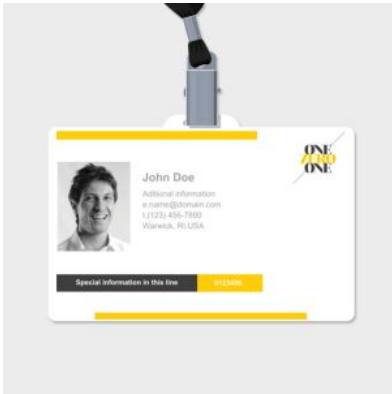 ONE
ZERO
ONE
John Doe
Aditional information
e.name@domain.com
t.(123) 456-7890
Warwick, RI.USA
Special information in this line
0123456